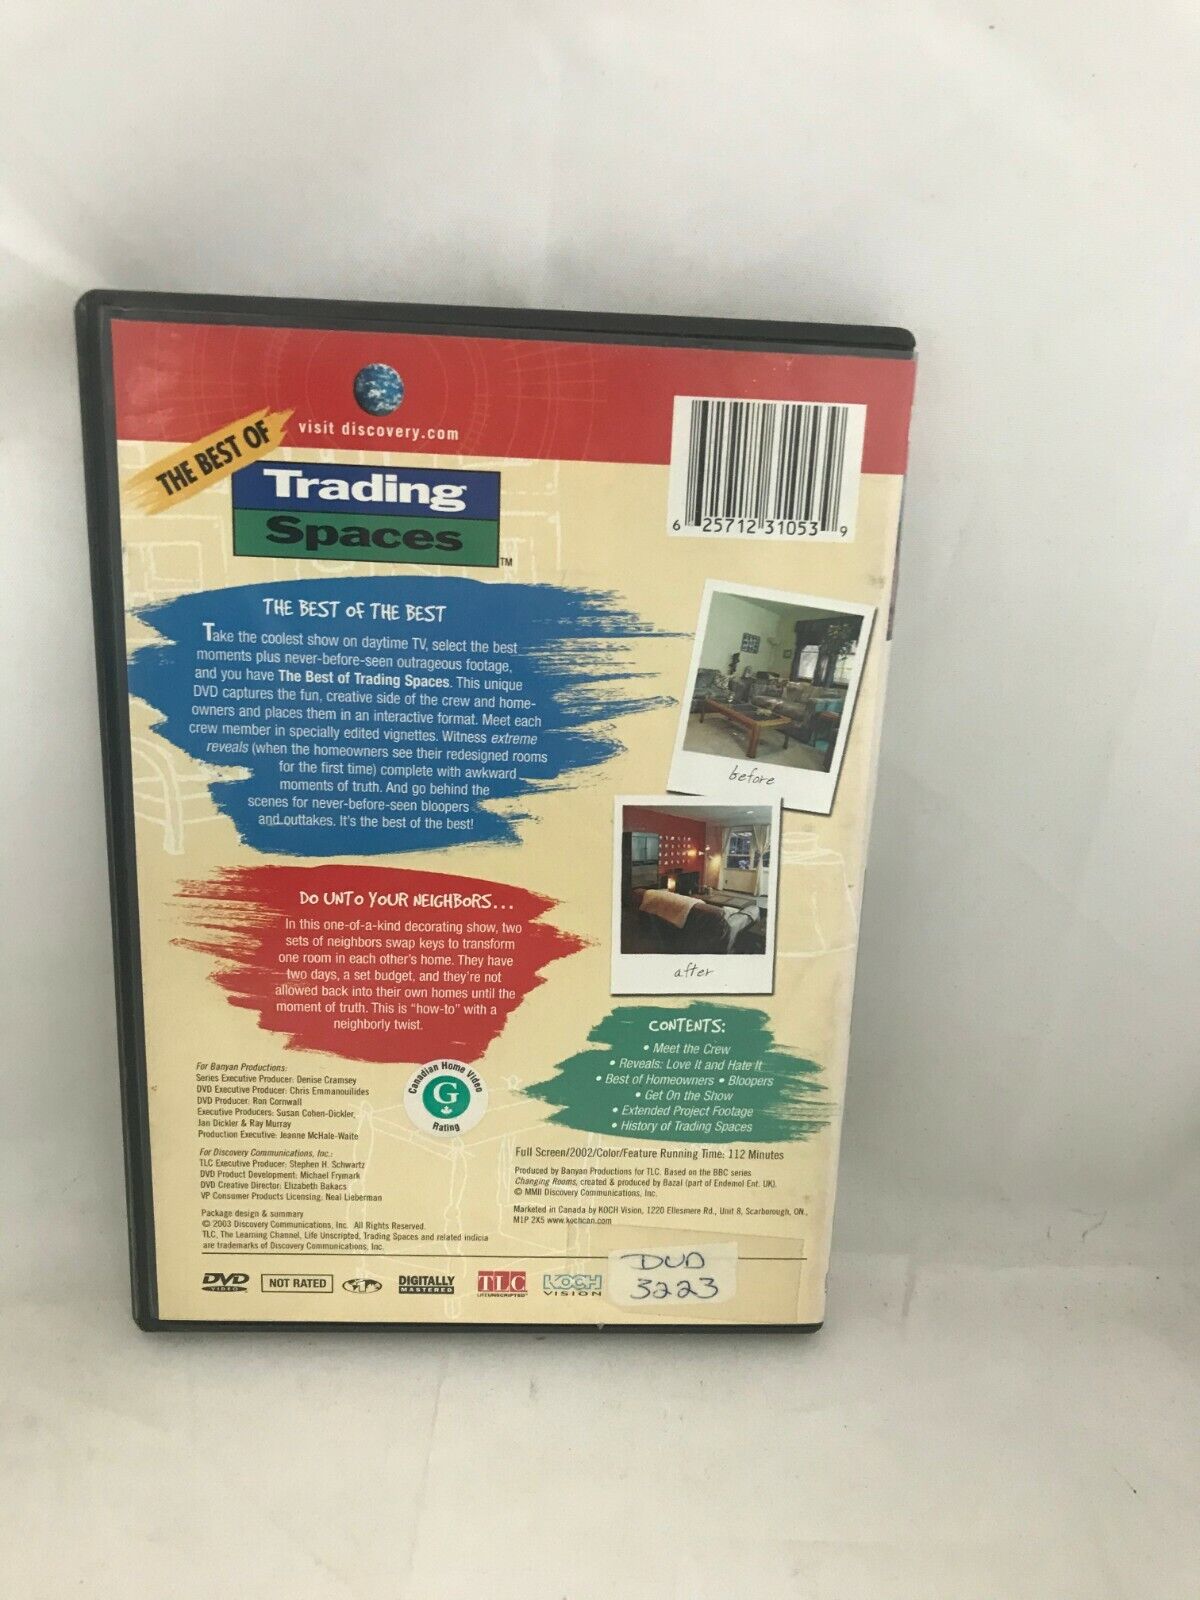 visit discovery.com
THE BEST OF
Trading
Spaces
TM
6 25712 31053 9
THE BEST OF THE BEST
Take the coolest show on daytime TV, select the best
moments plus never-before-seen outrageous footage,
and you have The Best of Trading Spaces. This unique
DVD captures the fun, creative side of the crew and home-
owners and places them in an interactive format. Meet each
crew member in specially edited vignettes. Witness extreme
reveals (when the homeowners see their redesigned rooms
for the first time) complete with awkward
moments of truth. And go behind the
scenes for never-before-seen bloopers
and outtakes. It's the best of the best!
before
after
DO UNTO YOUR NEIGHBORS...
In this one-of-a-kind decorating show, two
sets of neighbors swap keys to transform
one room in each other's home. They have
two days, a set budget, and they're not
allowed back into their own homes until the
moment of truth. This is "how-to" with a
neighborly twist.
CONTENTS:
• Meet the Crew
• Reveals: Love It and Hate It
• Best of Homeowners • Bloopers
• Get On the Show
• Extended Project Footage
• History of Trading Spaces
For Banyan Productions:
Series Executive Producer: Denise Cramsey
DVD Executive Producer: Chris Emmanouilides
DVD Producer: Ron Cornwall
Executive Producers: Susan Cohen-Dickler,
Jan Dickler & Ray Murray
Production Executive: Jeanne McHale-Waite
Canadian Home Video
G
Rating
For Discovery Communications, Inc.:
TLC Executive Producer: Stephen H. Schwartz
DVD Product Development: Michael Frymark
DVD Creative Director: Elizabeth Bakacs
VP Consumer Products Licensing: Neal Lieberman
Package design & summary
© 2003 Discovery Communications, Inc. All Rights Reserved.
TLC, The Learning Channel, Life Unscripted, Trading Spaces and related indicia
are trademarks of Discovery Communications, Inc.
Full Screen/2002/Color/Feature Running Time: 112 Minutes
Produced by Banyan Productions for TLC. Based on the BBC series
Changing Rooms, created & produced by Bazal (part of Endemol Ent. UK).
© MMII Discovery Communications, Inc.
Marketed in Canada by KOCH Vision, 1220 Ellesmere Rd., Unit 8, Scarborough, ON.,
M1P 2X5 www.kochcan.com
DVD
VIDEO
NOT RATED
DIGITALLY
MASTERED
TLC
LIFEUNSCRIPTED
KOCH
VISION
DVD
3223